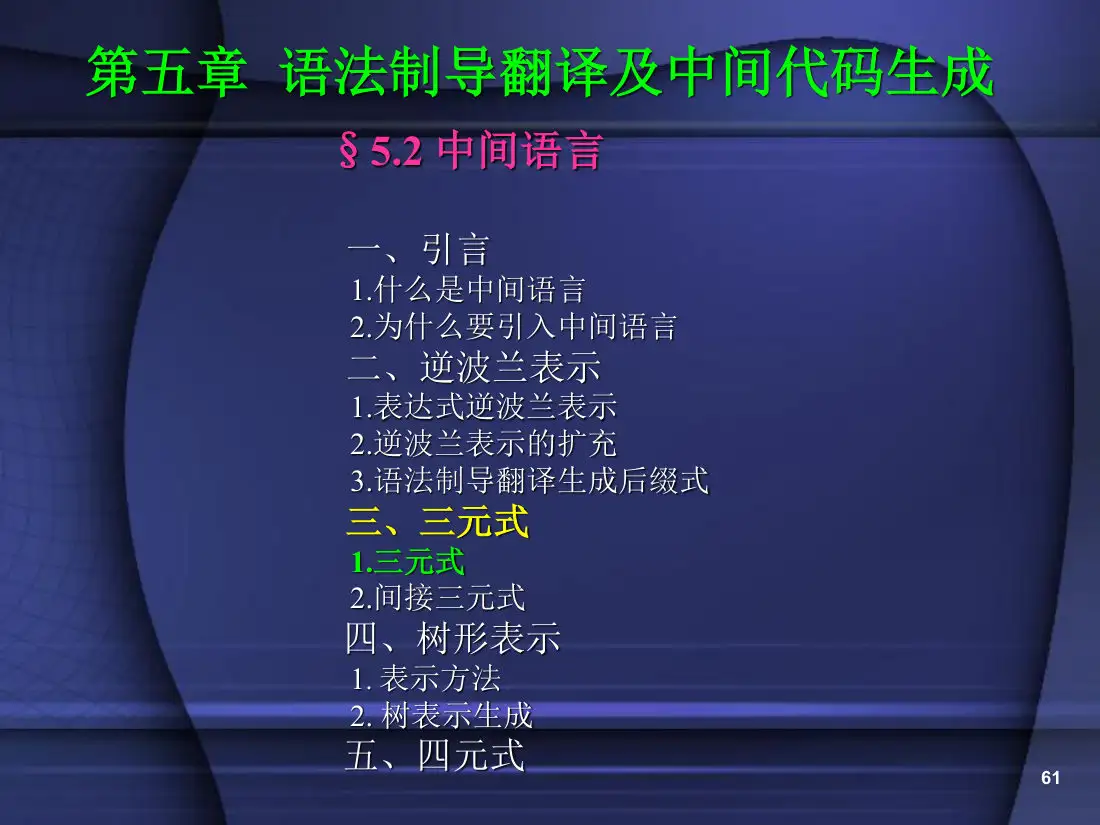 第五章 语法制导翻译及中间代码生成
§5.2 中间语言
一、引言
1.什么是中间语言
2.为什么要引入中间语言
二、逆波兰表示
1.表达式逆波兰表示
2.逆波兰表示的扩充
3.语法制导翻译生成后缀式
三、三元式
1.三元式
2.间接三元式
四、树形表示
1. 表示方法
2. 树表示生成
五、四元式
61